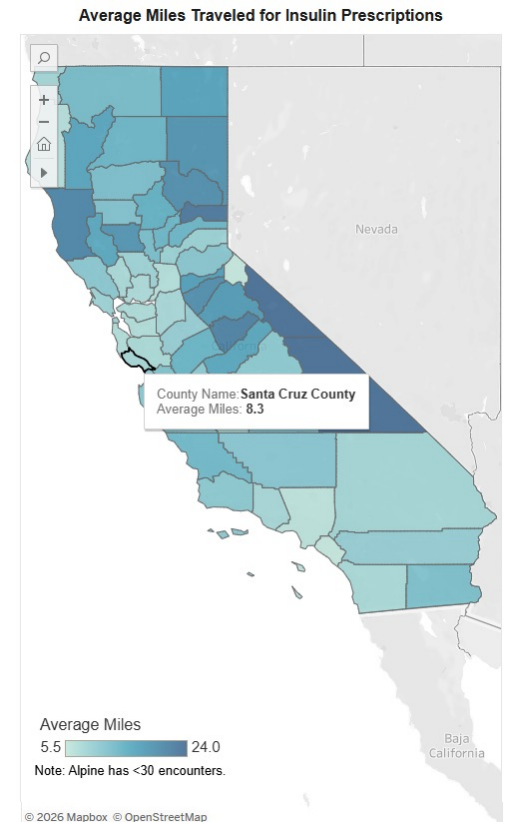 Average Miles Traveled for Insulin Prescriptions
Nevada
County Name: Santa Cruz County
Average Miles: 8.3
Average Miles
5.5 24.0
Note: Alpine has <30 encounters.
Baja
California
© 2026 Mapbox © OpenStreetMap